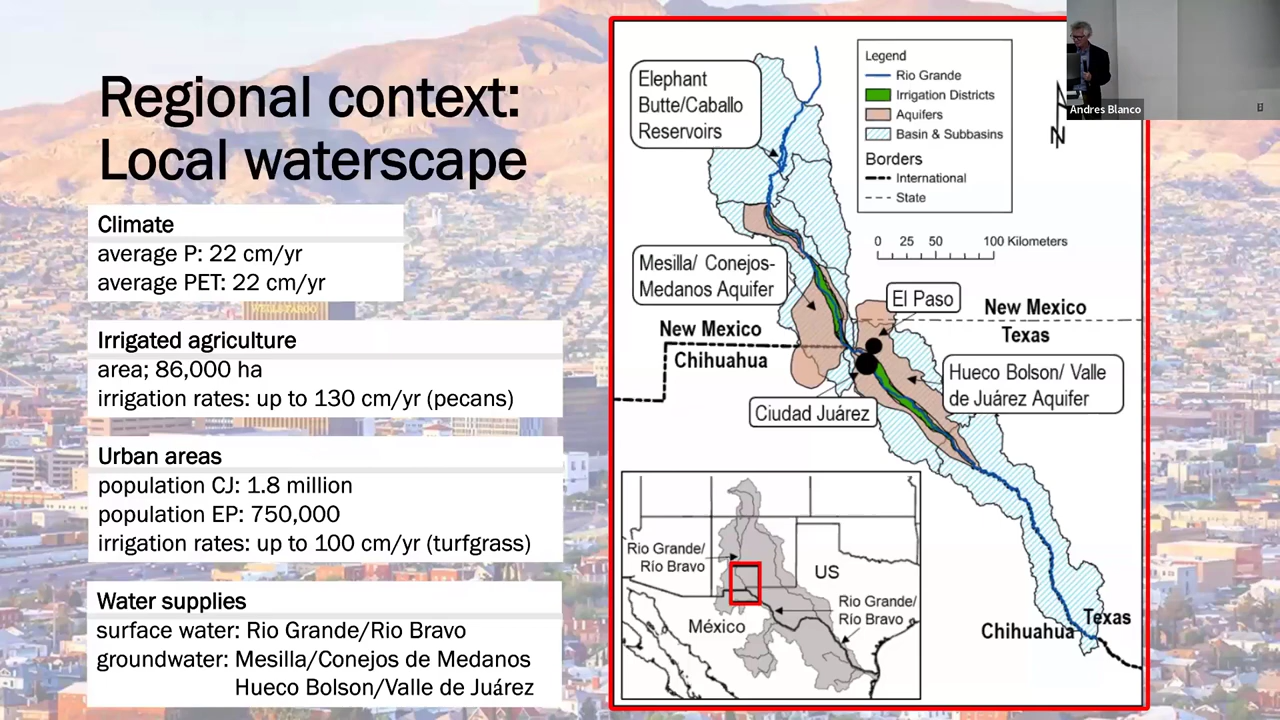 Regional context:
Local waterscape
Climate
average P: 22 cm/yr
average PET: 22 cm/yr
WELLS FARGO
Irrigated agriculture
area; 86,000 ha
irrigation rates: up to 130 cm/yr (pecans)
Urban areas
population CJ: 1.8 million
population EP: 750,000
irrigation rates: up to 100 cm/yr (turfgrass)
Water supplies
surface water: Rio Grande/Rio Bravo
groundwater: Mesilla/Conejos de Medanos
Hueco Bolson/Valle de Juárez
Elephant
Butte/Caballo
Reservoirs
Legend
Rio Grande
Irrigation Districts
Aquifers
Basin & Subbasins
Borders
International
State
N
Andres Blanco
0 25 50 100 Kilometers
Mesilla/ Conejos-
Medanos Aquifer
El Paso
New Mexico
Texas
New Mexico
Chihuahua
Hueco Bolson/ Valle
de Juárez Aquifer
Ciudad Juárez
Rio Grande/
Río Bravo
US
Rio Grande/
Río Bravo
México
Texas
Chihuahua